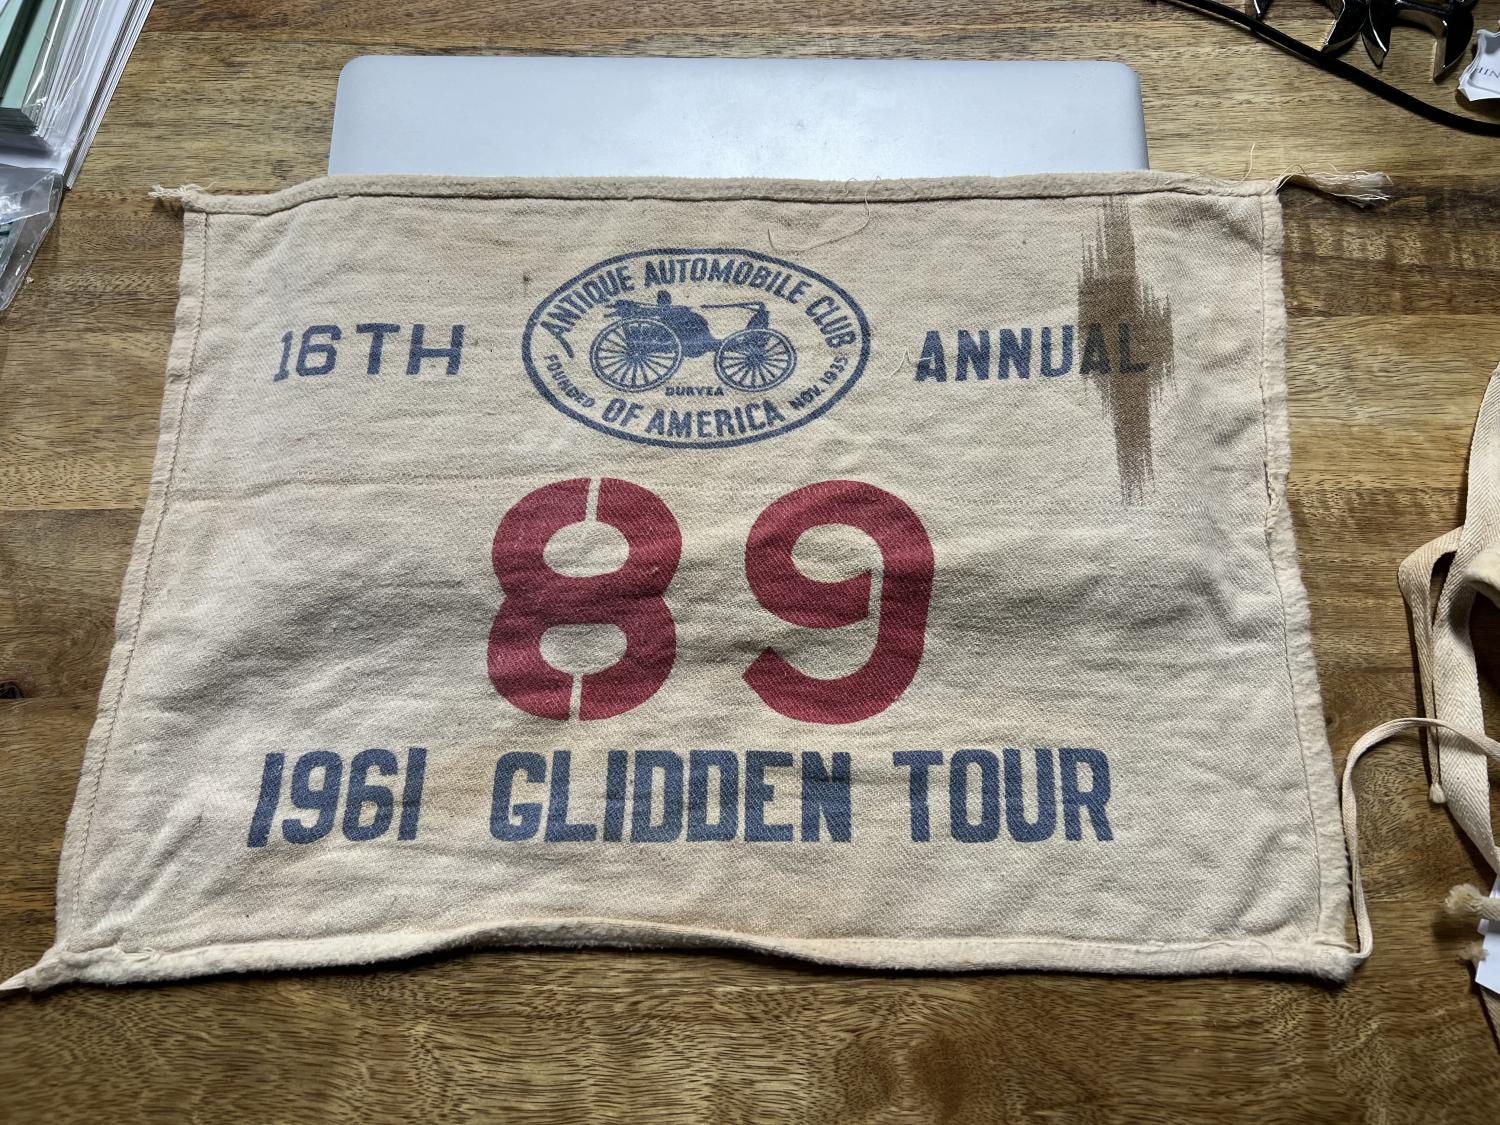 16TH
ANTIQUE AUTOMOBILE CLUB
FOUNDED
DURYEA
NOV. 1935
OF AMERICA
ANNUAL
89
1961 GLIDDEN TOUR